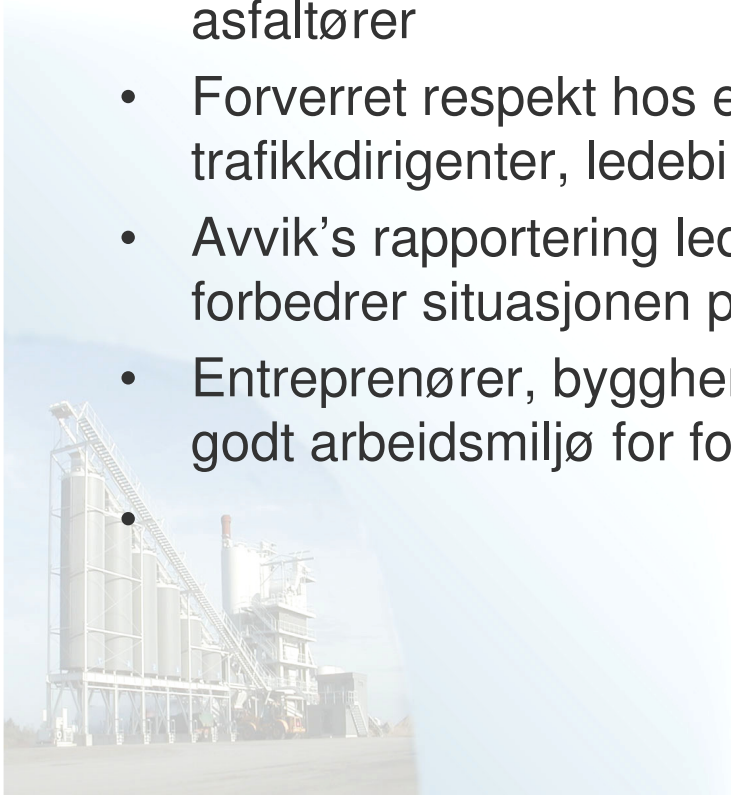 asfaltører
• Forverret respekt hos e
trafikkdirigenter, ledebi
• Avvik’s rapportering led
forbedrer situasjonen p
• Entreprenører, byggher
godt arbeidsmiljø for fo
•